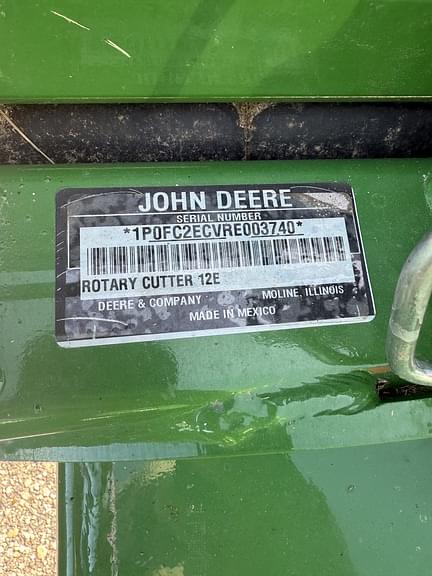 JOHN DEERE
SERIAL NUMBER
*1P0FC2ECVRE003740*
ROTARY CUTTER 12E
DEERE & COMPANY MOLINE, ILLINOIS
MADE IN MEXICO